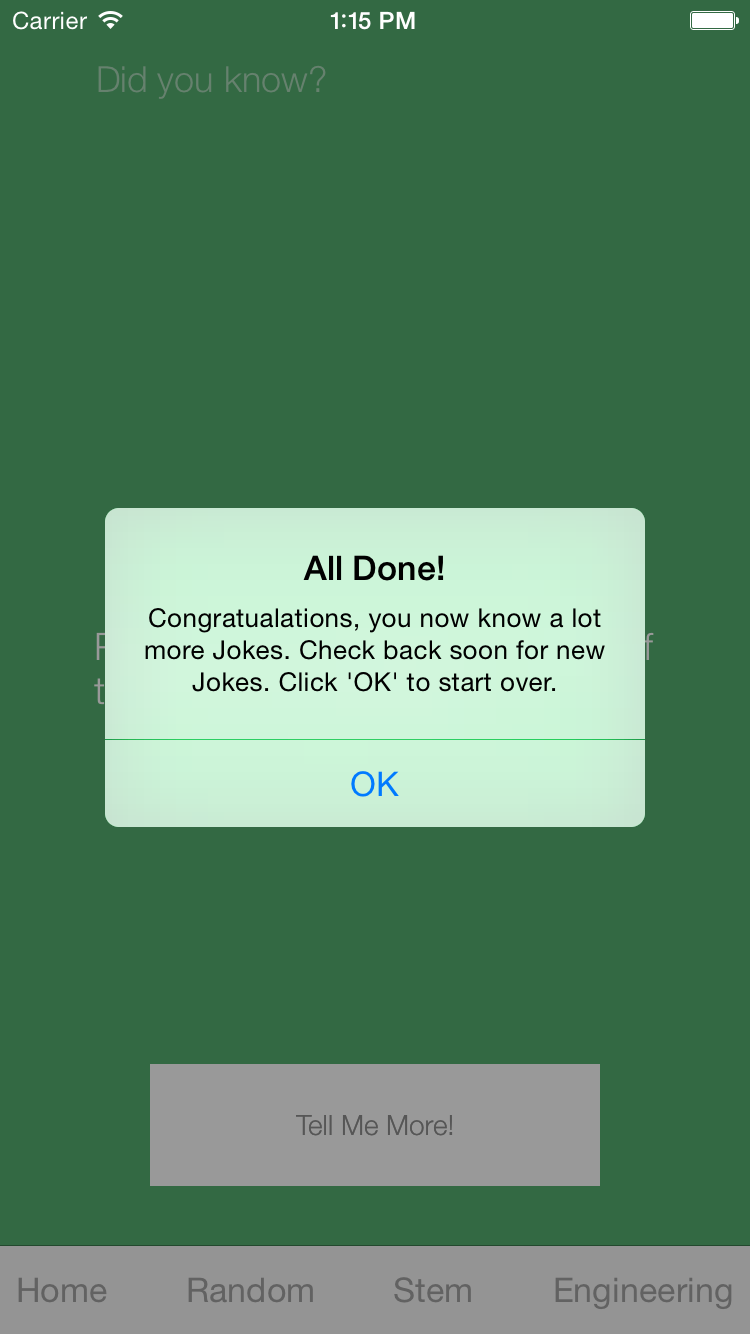 Carrier
1:15 PM
Did you know?
All Done!
Congratualations, you now know a lot
more Jokes. Check back soon for new
Jokes. Click 'OK' to start over.
OK
Tell Me More!
Home Random Stem Engineering